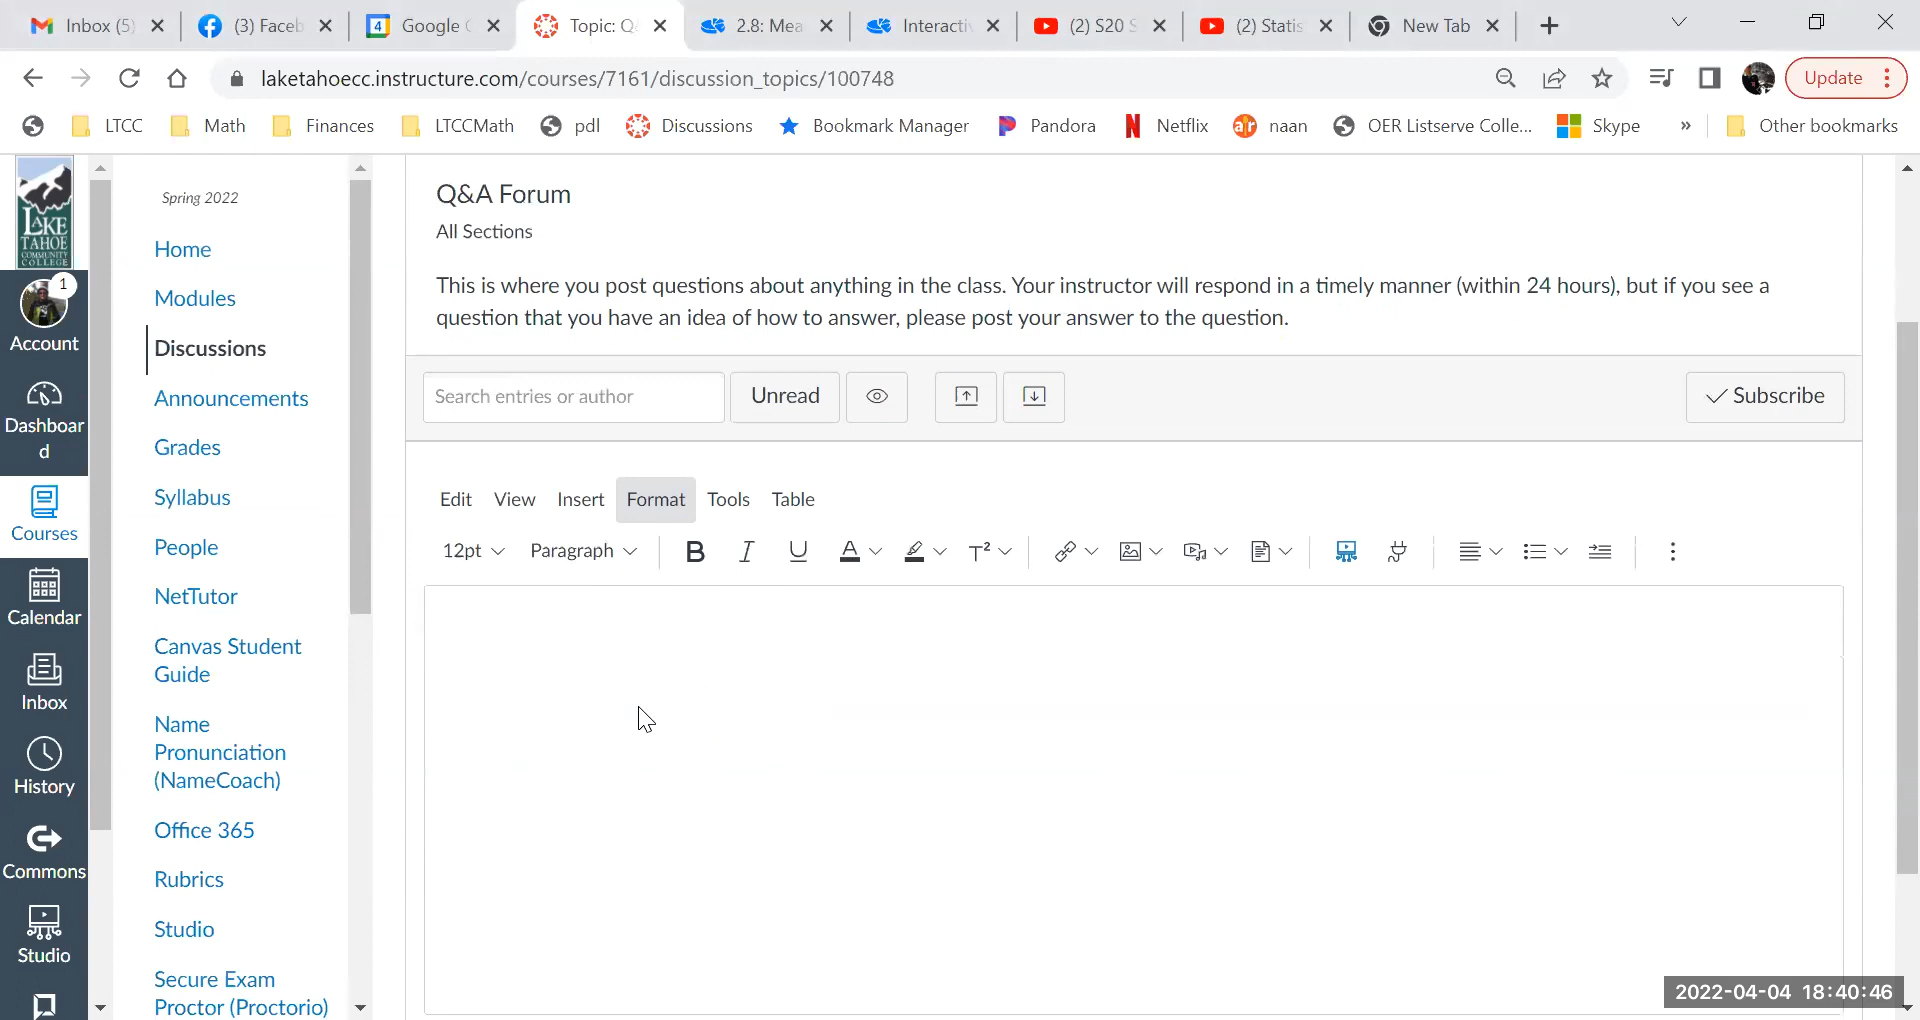 Inbox (5)
(3) Faceb
Google C
Topic: Q&
2.8: Mea
Interactiv
(2) S20 S
(2) Statis
New Tab
laketahoecc.instructure.com/courses/7161/discussion_topics/100748
Update
LTCC
Math
Finances
LTCCMath
pdl
Discussions
Bookmark Manager
Pandora
Netflix
naan
OER Listserve Colle...
Skype
»
Other bookmarks
LAKE
TAHOE
COMMUNITY
COLLEGE
1
Account
Dashboar
d
Courses
Calendar
Inbox
History
Commons
Studio
Spring 2022
Home
Modules
Discussions
Announcements
Grades
Syllabus
People
NetTutor
Canvas Student
Guide
Name
Pronunciation
(NameCoach)
Office 365
Rubrics
Studio
Secure Exam
Proctor (Proctorio)
Q&A Forum
All Sections
This is where you post questions about anything in the class. Your instructor will respond in a timely manner (within 24 hours), but if you see a
question that you have an idea of how to answer, please post your answer to the question.
Search entries or author
Unread
Subscribe
Edit View Insert Format Tools Table
12pt Paragraph B I U A T²
2022-04-04 18:40:46